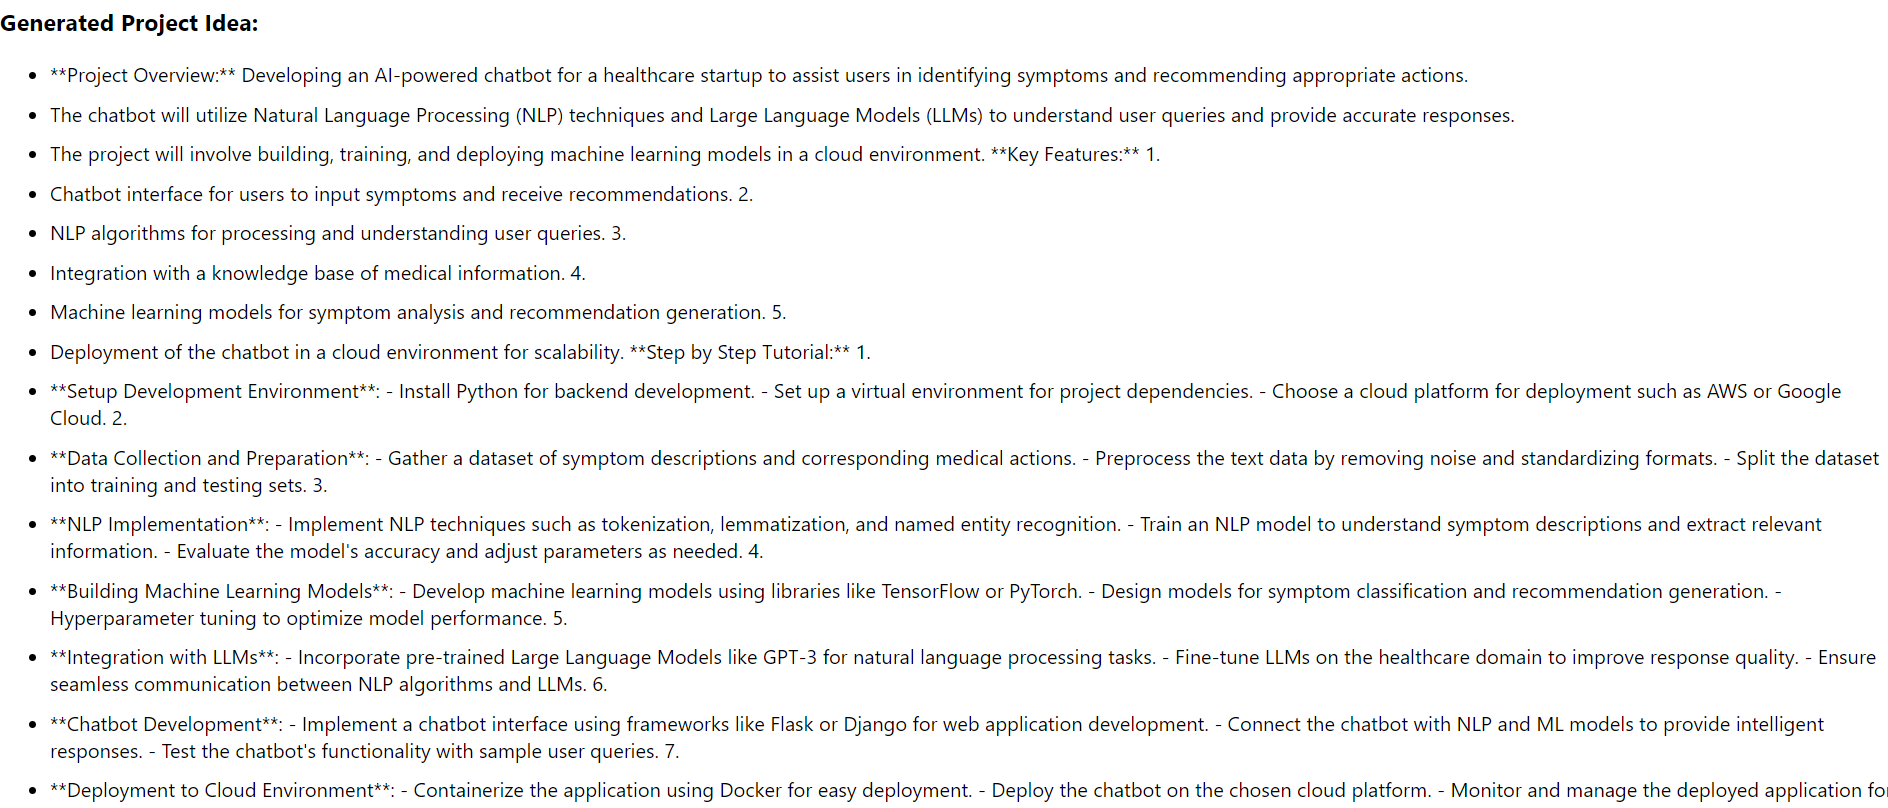 Generated Project Idea:
**Project Overview:** Developing an AI-powered chatbot for a healthcare startup to assist users in identifying symptoms and recommending appropriate actions.
The chatbot will utilize Natural Language Processing (NLP) techniques and Large Language Models (LLMs) to understand user queries and provide accurate responses.
The project will involve building, training, and deploying machine learning models in a cloud environment. **Key Features:** 1.
Chatbot interface for users to input symptoms and receive recommendations. 2.
NLP algorithms for processing and understanding user queries. 3.
Integration with a knowledge base of medical information. 4.
Machine learning models for symptom analysis and recommendation generation. 5.
Deployment of the chatbot in a cloud environment for scalability. **Step by Step Tutorial:** 1.
**Setup Development Environment**: - Install Python for backend development. - Set up a virtual environment for project dependencies. - Choose a cloud platform for deployment such as AWS or Google
Cloud. 2.
**Data Collection and Preparation**: - Gather a dataset of symptom descriptions and corresponding medical actions. - Preprocess the text data by removing noise and standardizing formats. - Split the dataset
into training and testing sets. 3.
**NLP Implementation**: - Implement NLP techniques such as tokenization, lemmatization, and named entity recognition. - Train an NLP model to understand symptom descriptions and extract relevant
information. - Evaluate the model's accuracy and adjust parameters as needed. 4.
**Building Machine Learning Models**: - Develop machine learning models using libraries like TensorFlow or PyTorch. - Design models for symptom classification and recommendation generation. -
Hyperparameter tuning to optimize model performance. 5.
**Integration with LLMs**: - Incorporate pre-trained Large Language Models like GPT-3 for natural language processing tasks. - Fine-tune LLMs on the healthcare domain to improve response quality. - Ensure
seamless communication between NLP algorithms and LLMs. 6.
**Chatbot Development**: - Implement a chatbot interface using frameworks like Flask or Django for web application development. - Connect the chatbot with NLP and ML models to provide intelligent
responses. - Test the chatbot's functionality with sample user queries. 7.
**Deployment to Cloud Environment**: - Containerize the application using Docker for easy deployment. - Deploy the chatbot on the chosen cloud platform. - Monitor and manage the deployed application fo